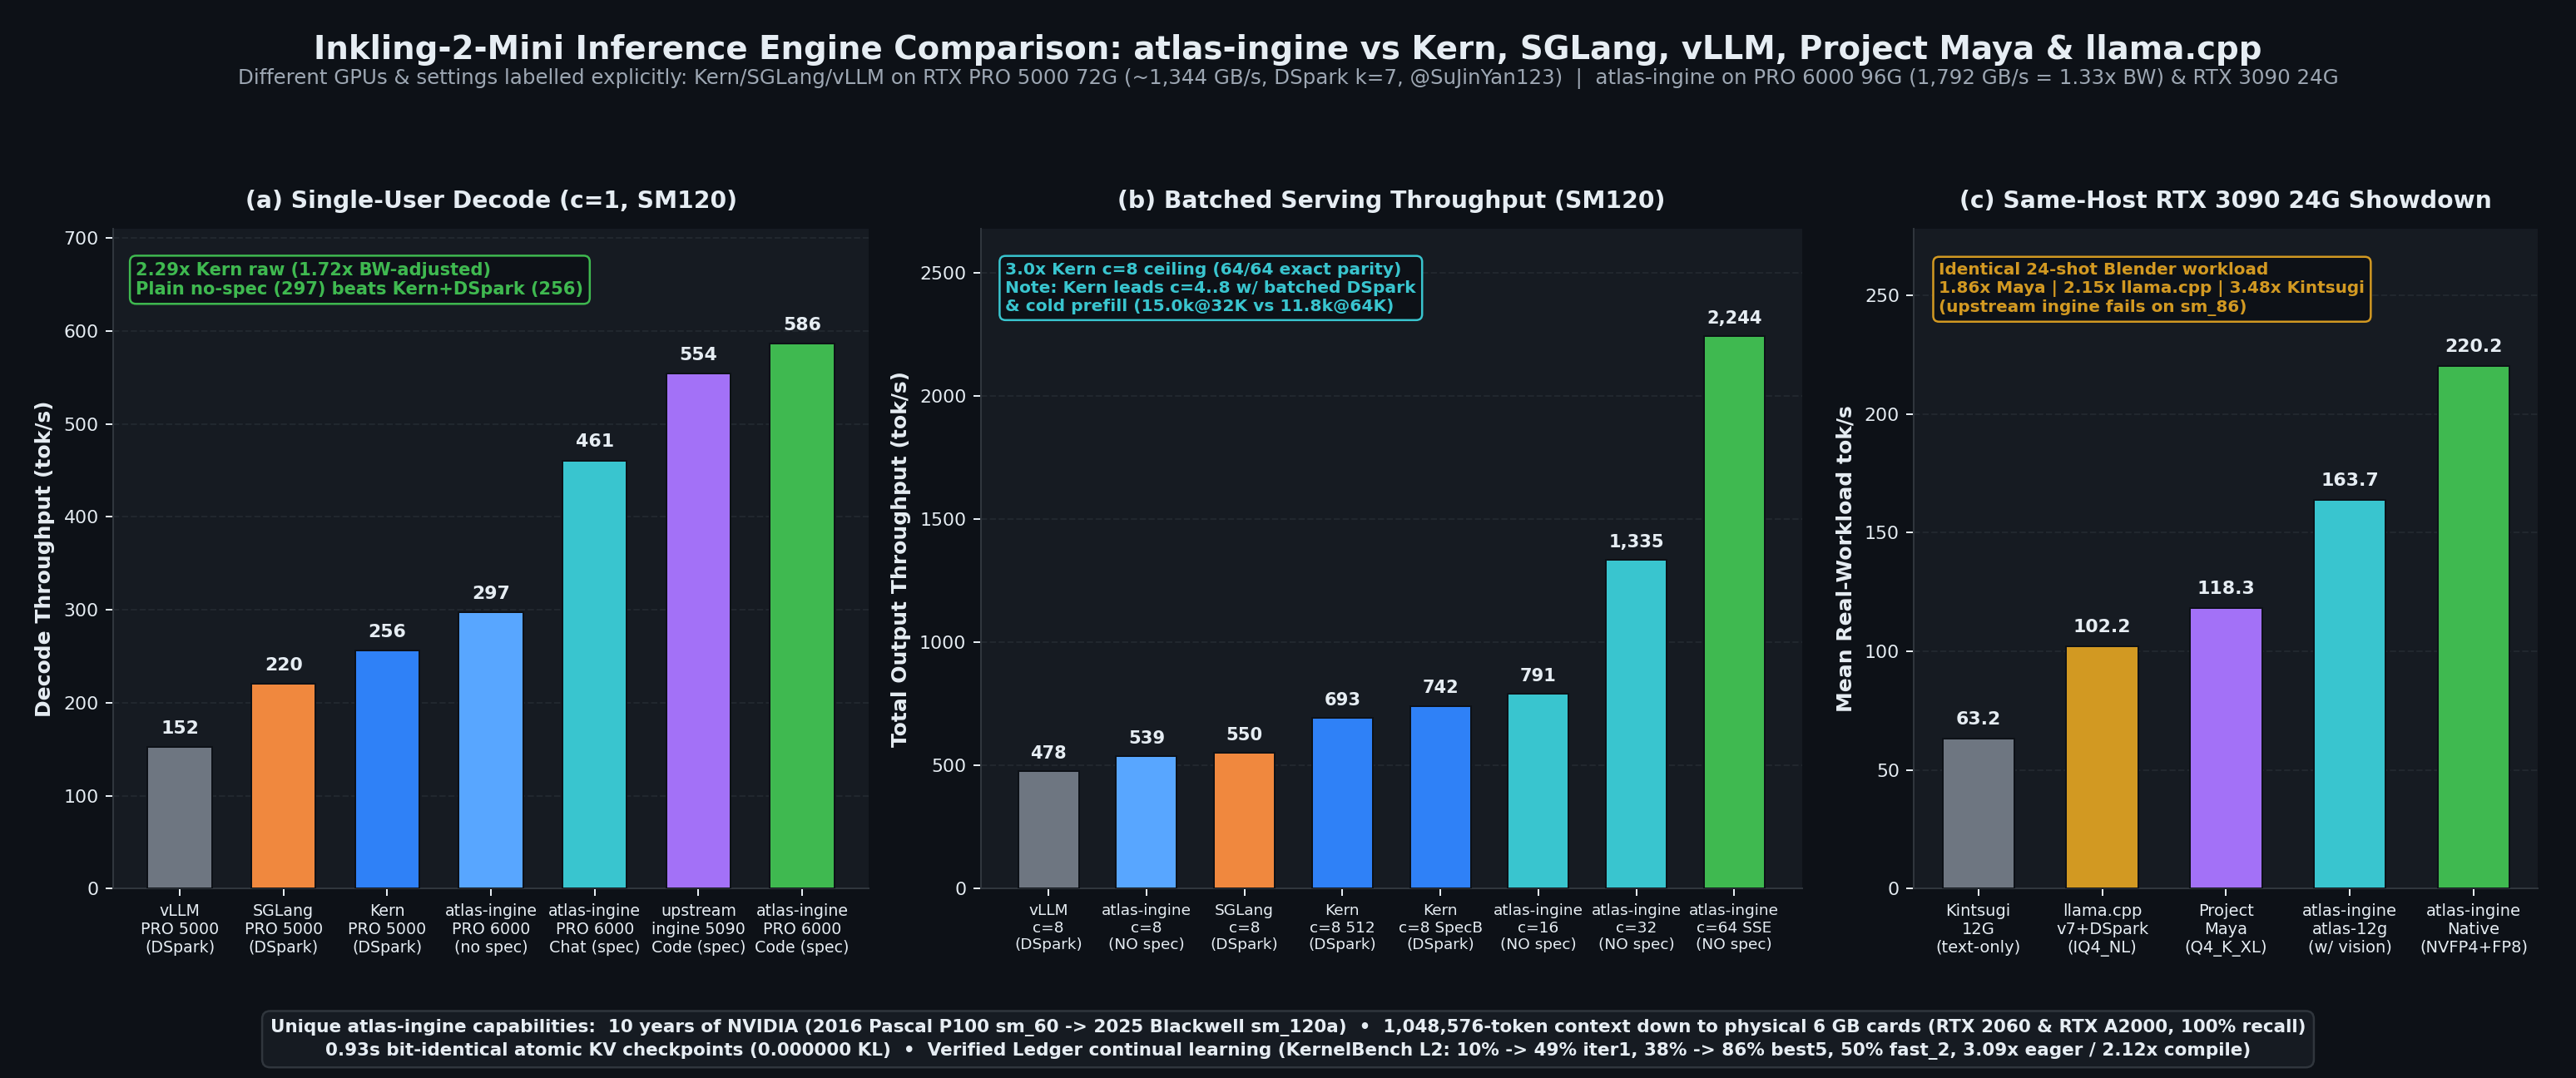 Inkling-2-Mini Inference Engine Comparison: atlas-ingine vs Kern, SGLang, vLLM, Project Maya & llama.cpp
Different GPUs & settings labelled explicitly: Kern/SGLang/vLLM on RTX PRO 5000 72G (~1,344 GB/s, DSpark k=7, @SuJinYan123)  |  atlas-ingine on PRO 6000 96G (1,792 GB/s = 1.33x BW) & RTX 3090 24G
(a) Single-User Decode (c=1, SM120)
2.29x Kern raw (1.72x BW-adjusted)
Plain no-spec (297) beats Kern+DSpark (256)
Decode Throughput (tok/s)
700
600
500
400
300
200
100
0
152
220
256
297
461
554
586
vLLM
PRO 5000
(DSpark)
SGLang
PRO 5000
(DSpark)
Kern
PRO 5000
(DSpark)
atlas-ingine
PRO 6000
(no spec)
atlas-ingine
PRO 6000
Chat (spec)
upstream
ingine 5090
Code (spec)
atlas-ingine
PRO 6000
Code (spec)
(b) Batched Serving Throughput (SM120)
3.0x Kern c=8 ceiling (64/64 exact parity)
Note: Kern leads c=4..8 w/ batched DSpark
& cold prefill (15.0k@32K vs 11.8k@64K)
Total Output Throughput (tok/s)
2500
2000
1500
1000
500
0
478
539
550
693
742
791
1,335
2,244
vLLM
c=8
(DSpark)
atlas-ingine
c=8
(NO spec)
SGLang
c=8
(DSpark)
Kern
c=8 512
(DSpark)
Kern
c=8 SpecB
(DSpark)
atlas-ingine
c=16
(NO spec)
atlas-ingine
c=32
(NO spec)
atlas-ingine
c=64 SSE
(NO spec)
(c) Same-Host RTX 3090 24G Showdown
Identical 24-shot Blender workload
1.86x Maya | 2.15x llama.cpp | 3.48x Kintsugi
(upstream ingine fails on sm_86)
Mean Real-Workload tok/s
250
200
150
100
50
0
63.2
102.2
118.3
163.7
220.2
Kintsugi
12G
(text-only)
llama.cpp
v7+DSpark
(IQ4_NL)
Project
Maya
(Q4_K_XL)
atlas-ingine
atlas-12g
(w/ vision)
atlas-ingine
Native
(NVFP4+FP8)
Unique atlas-ingine capabilities:  10 years of NVIDIA (2016 Pascal P100 sm_60 -> 2025 Blackwell sm_120a)  •  1,048,576-token context down to physical 6 GB cards (RTX 2060 & RTX A2000, 100% recall)
0.93s bit-identical atomic KV checkpoints (0.000000 KL)  •  Verified Ledger continual learning (KernelBench L2: 10% -> 49% iter1, 38% -> 86% best5, 50% fast_2, 3.09x eager / 2.12x compile)